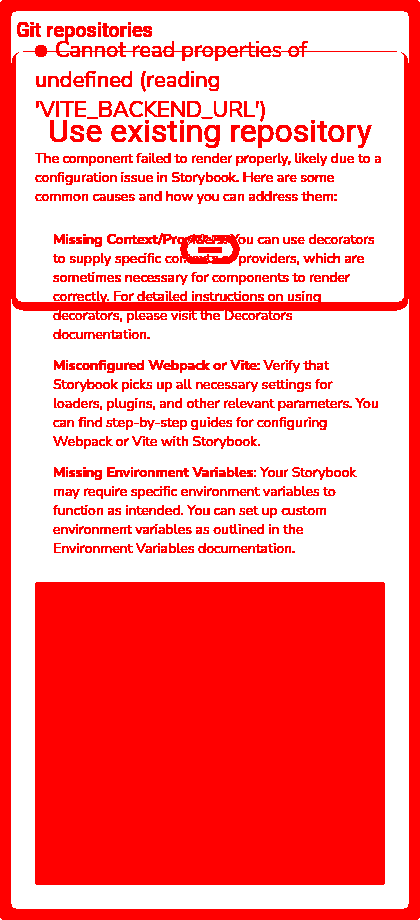 Git repositories
Cannot read properties of
undefined (reading
'VITE_BACKEND_URL')
Use existing repository
The component failed to render properly, likely due to a
configuration issue in Storybook. Here are some
common causes and how you can address them:
Missing Context/Providers: You can use decorators
to supply specific contexts or providers, which are
sometimes necessary for components to render
correctly. For detailed instructions on using
decorators, please visit the Decorators
documentation.
Misconfigured Webpack or Vite: Verify that
Storybook picks up all necessary settings for
loaders, plugins, and other relevant parameters. You
can find step-by-step guides for configuring
Webpack or Vite with Storybook.
Missing Environment Variables: Your Storybook
may require specific environment variables to
function as intended. You can set up custom
environment variables as outlined in the
Environment Variables documentation.